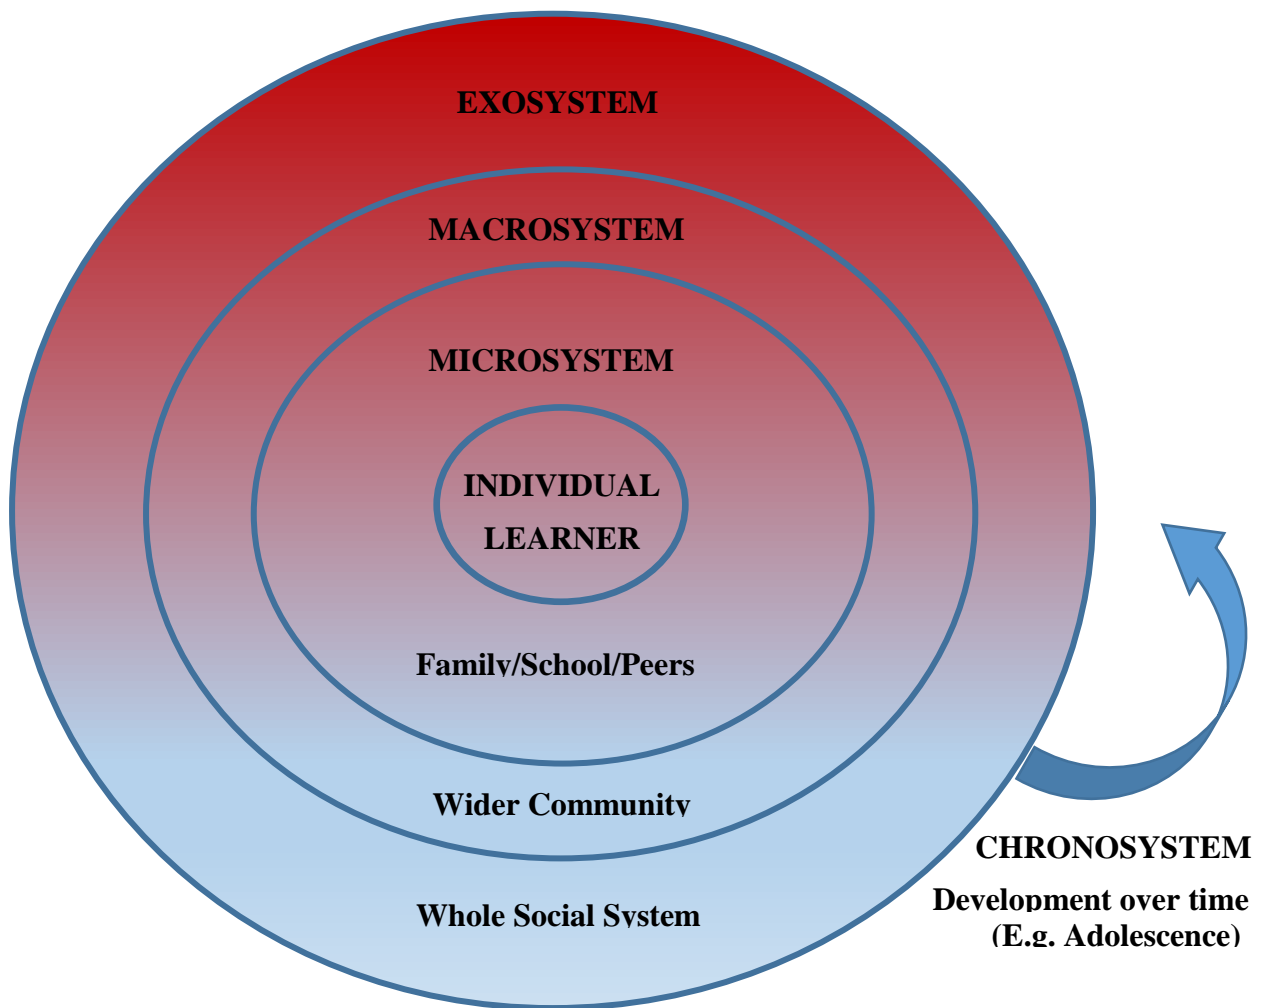 EXOSYSTEM
MACROSYSTEM
MICROSYSTEM
INDIVIDUAL
LEARNER
Family/School/Peers
Wider Community
Whole Social System
CHRONOSYSTEM
Development over time
(E.g. Adolescence)